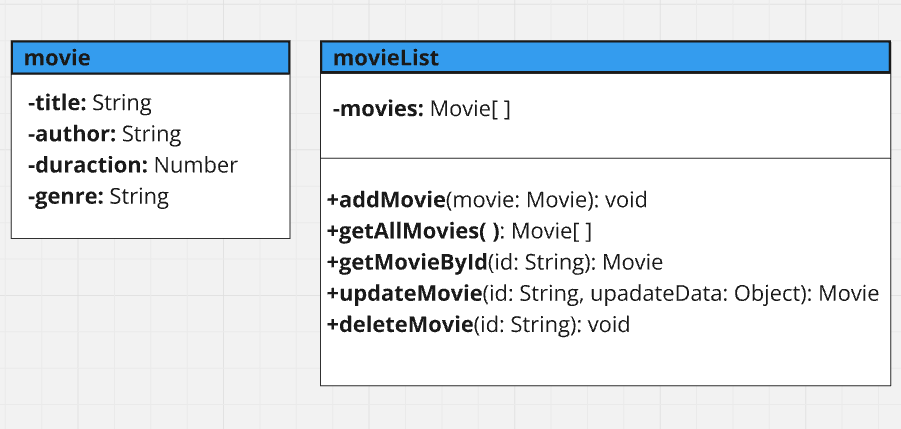 movie
-title: String
-author: String
-duraction: Number
-genre: String
movieList
-movies: Movie[ ]
+addMovie(movie: Movie): void
+getAllMovies( ): Movie[ ]
+getMovieById(id: String): Movie
+updateMovie(id: String, upadateData: Object): Movie
+deleteMovie(id: String): void